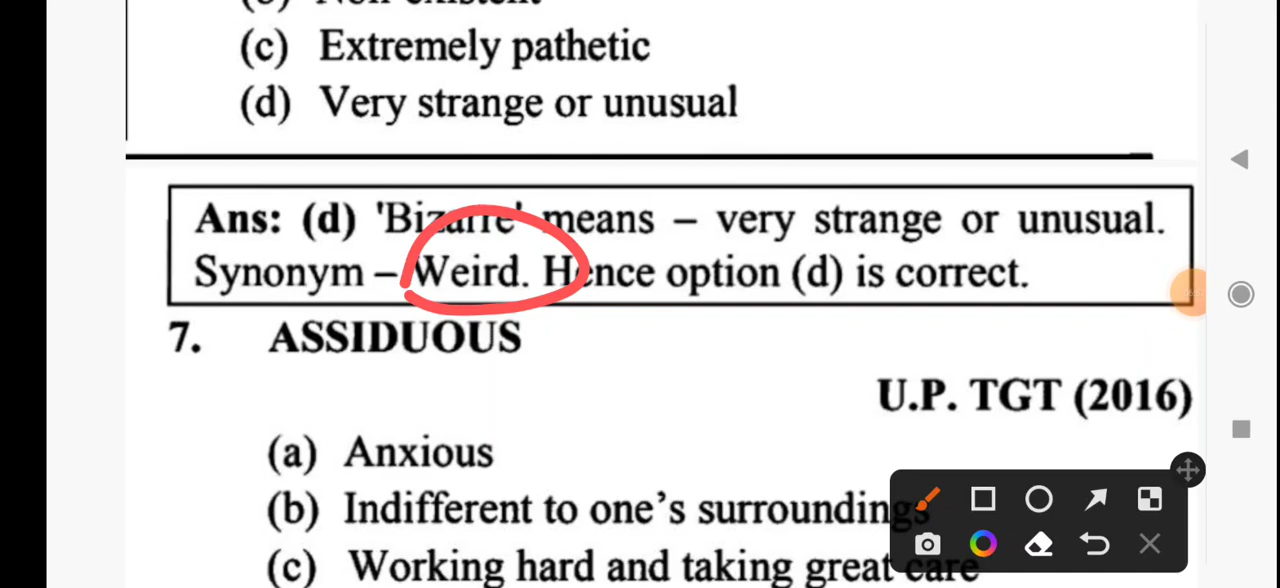 (c) Extremely pathetic
(d) Very strange or unusual
Ans: (d) 'Bizarre' means – very strange or unusual.
Synonym – Weird. Hence option (d) is correct.
7. ASSIDUOUS
U.P. TGT (2016)
(a) Anxious
(b) Indifferent to one's surroundings
(c) Working hard and taking great care